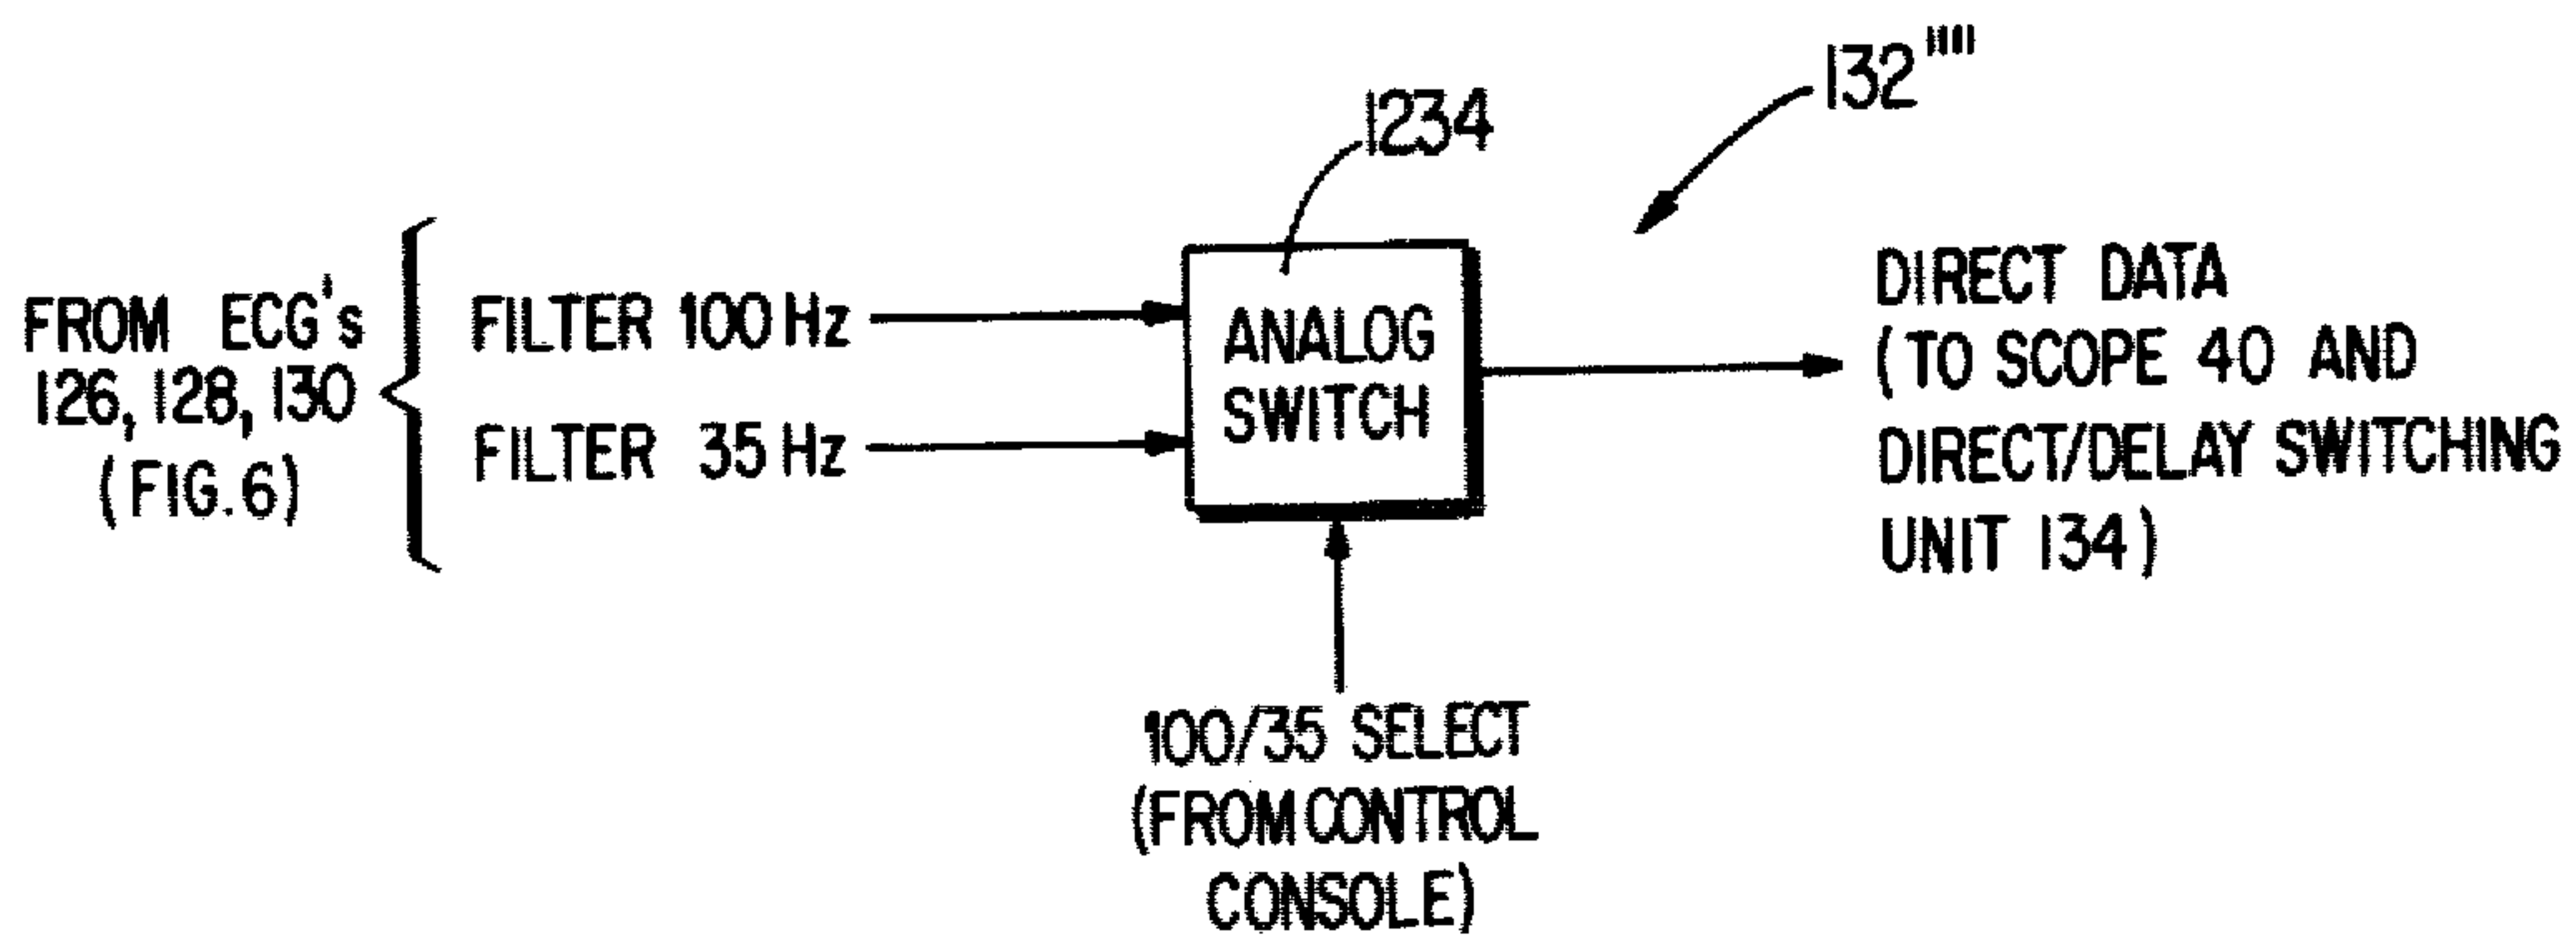 132""
1234
FROM ECG's
126, 128, 130
(FIG. 6)
FILTER 100 Hz
FILTER 35 Hz
ANALOG
SWITCH
DIRECT DATA
(TO SCOPE 40 AND
DIRECT/DELAY SWITCHING
UNIT 134)
100/35 SELECT
(FROM CONTROL
CONSOLE)